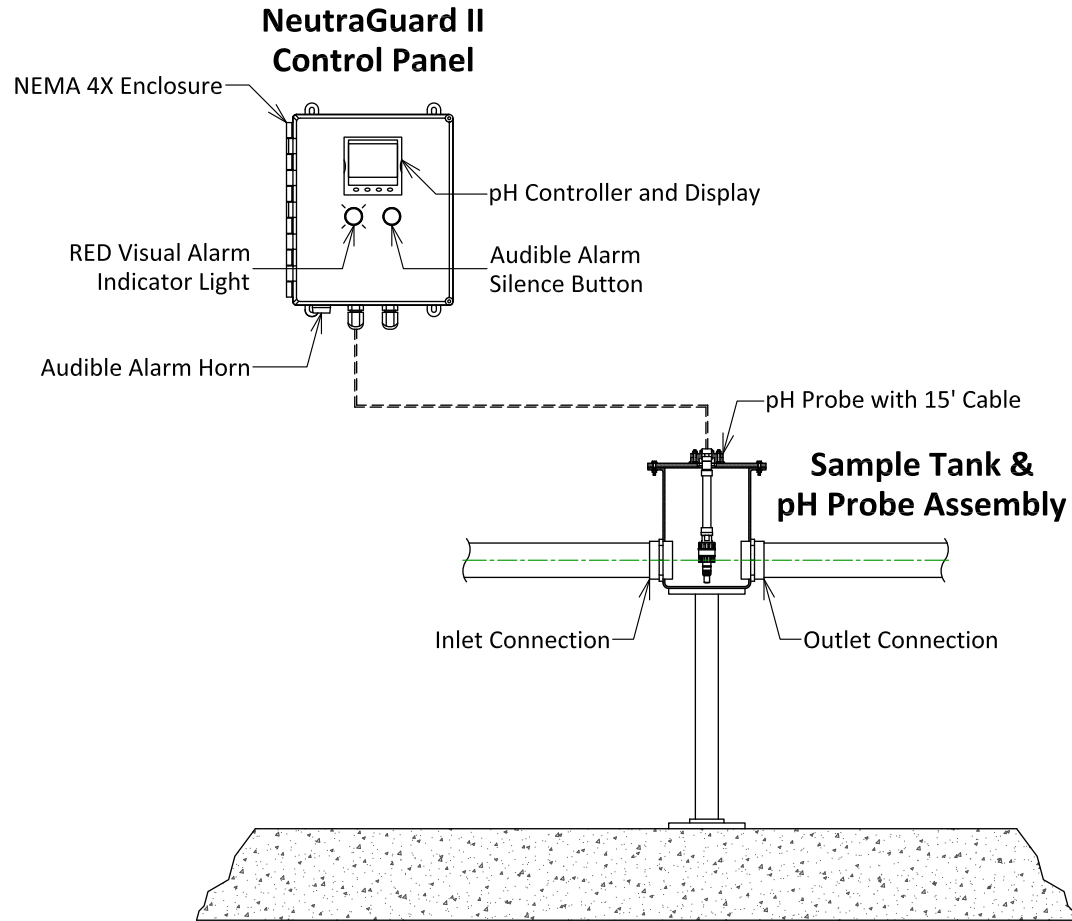 NeutraGuard II
Control Panel
NEMA 4X Enclosure
pH Controller and Display
RED Visual Alarm
Indicator Light
Audible Alarm
Silence Button
Audible Alarm Horn
pH Probe with 15' Cable
Sample Tank &
pH Probe Assembly
Inlet Connection
Outlet Connection